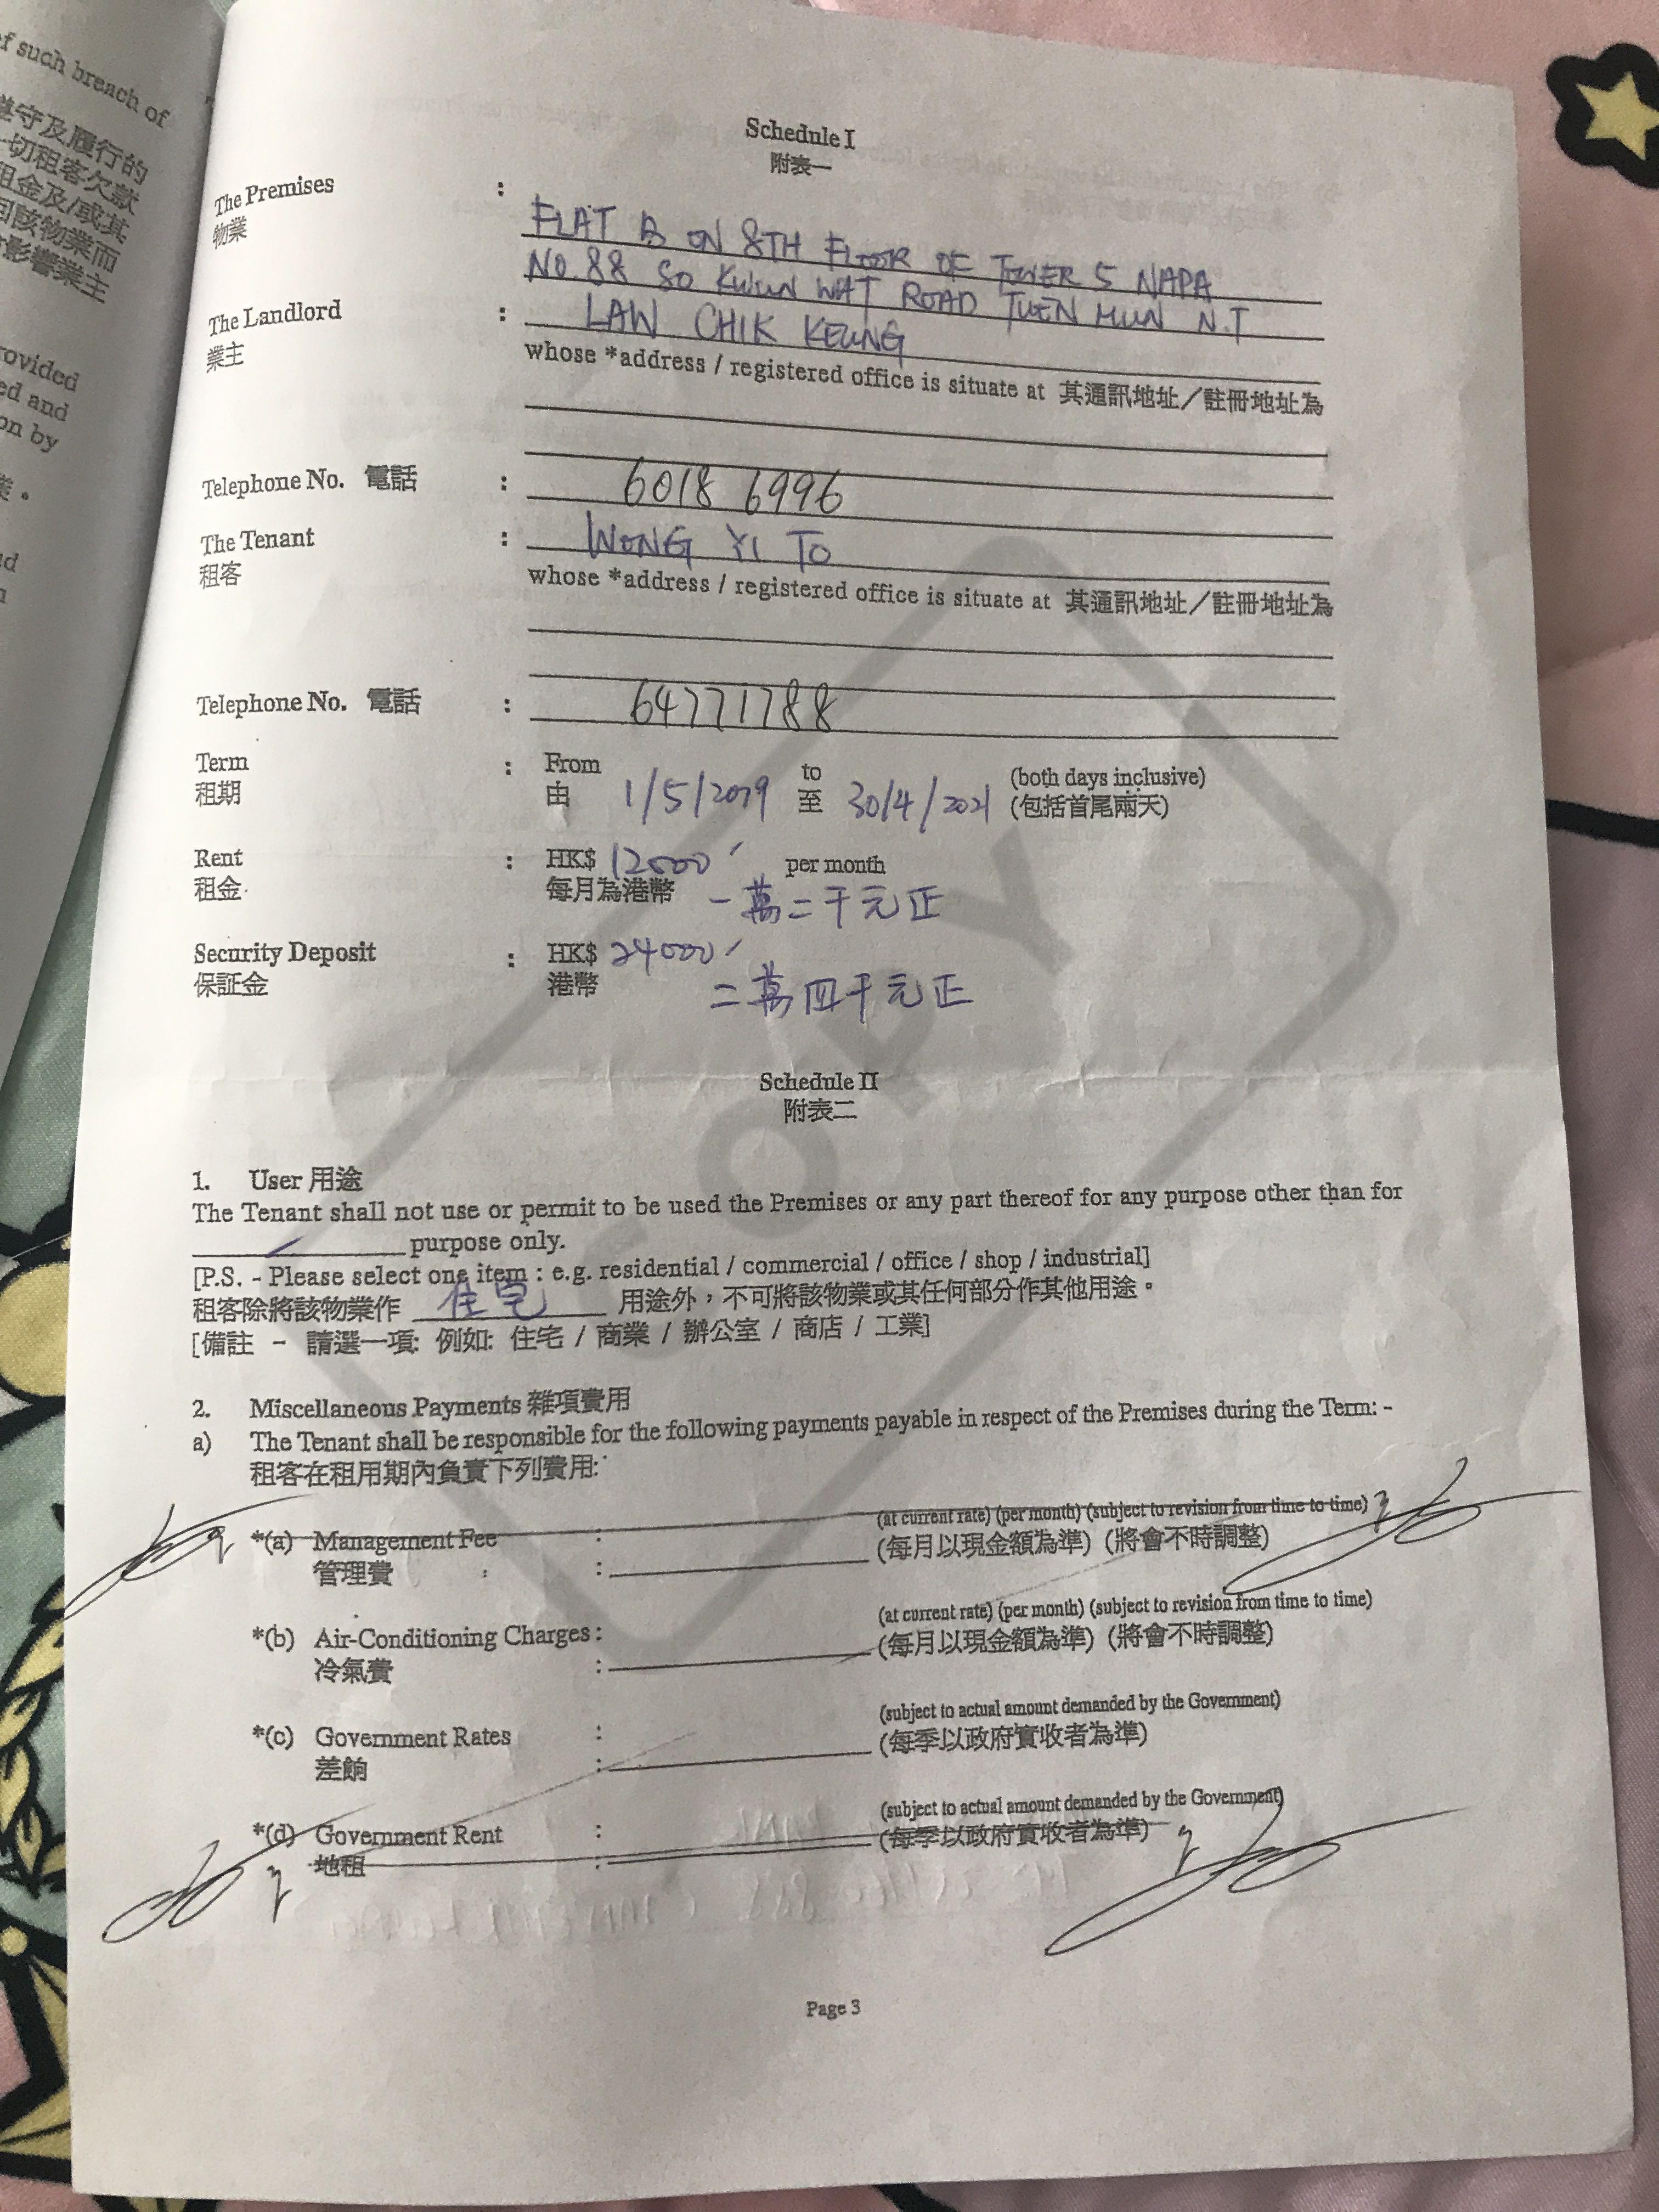 of such breach of
遵守及履行的
一切租客欠款
租金及/或其
回該物業而
影響業主
rovided
ed and
on by
業。
Schedule I
附表一
The Premises :
物業
FLAT B ON 8TH FLOOR OF TOWER 5 NAPA
NO.88 SO KWUN WAT ROAD TUEN MUN N.T
The Landlord : LAW CHIK KEUNG
業主
whose *address / registered office is situate at 其通訊地址／註冊地址為
Telephone No. 電話 : 6018 6996
The Tenant : WONG YI TO
租客
whose *address / registered office is situate at 其通訊地址／註冊地址為
Telephone No. 電話 : 64771788
Term : From 1/5/2019 to 30/4/2021 (both days inclusive)
租期 由 至 (包括首尾兩天)
Rent : HK$ 12000 per month
租金 每月為港幣 一萬二千元正
Security Deposit : HK$ 24000
保証金 港幣 二萬四千元正
COPY
Schedule II
附表二
1. User 用途
The Tenant shall not use or permit to be used the Premises or any part thereof for any purpose other than for
purpose only.
[P.S. - Please select one item : e.g. residential / commercial / office / shop / industrial]
租客除將該物業作 住宅 用途外，不可將該物業或其任何部分作其他用途。
[備註 - 請選一項: 例如: 住宅 / 商業 / 辦公室 / 商店 / 工業]
2. Miscellaneous Payments 雜項費用
a) The Tenant shall be responsible for the following payments payable in respect of the Premises during the Term: -
租客在租用期內負責下列費用:
*(a) Management Fee : (at current rate) (per month) (subject to revision from time to time)
管理費 : (每月以現金額為準) (將會不時調整)
*(b) Air-Conditioning Charges : (at current rate) (per month) (subject to revision from time to time)
冷氣費 : (每月以現金額為準) (將會不時調整)
*(c) Government Rates : (subject to actual amount demanded by the Government)
差餉 : (每季以政府實收者為準)
*(d) Government Rent : (subject to actual amount demanded by the Government)
地租 : (每季以政府實收者為準)
Page 3